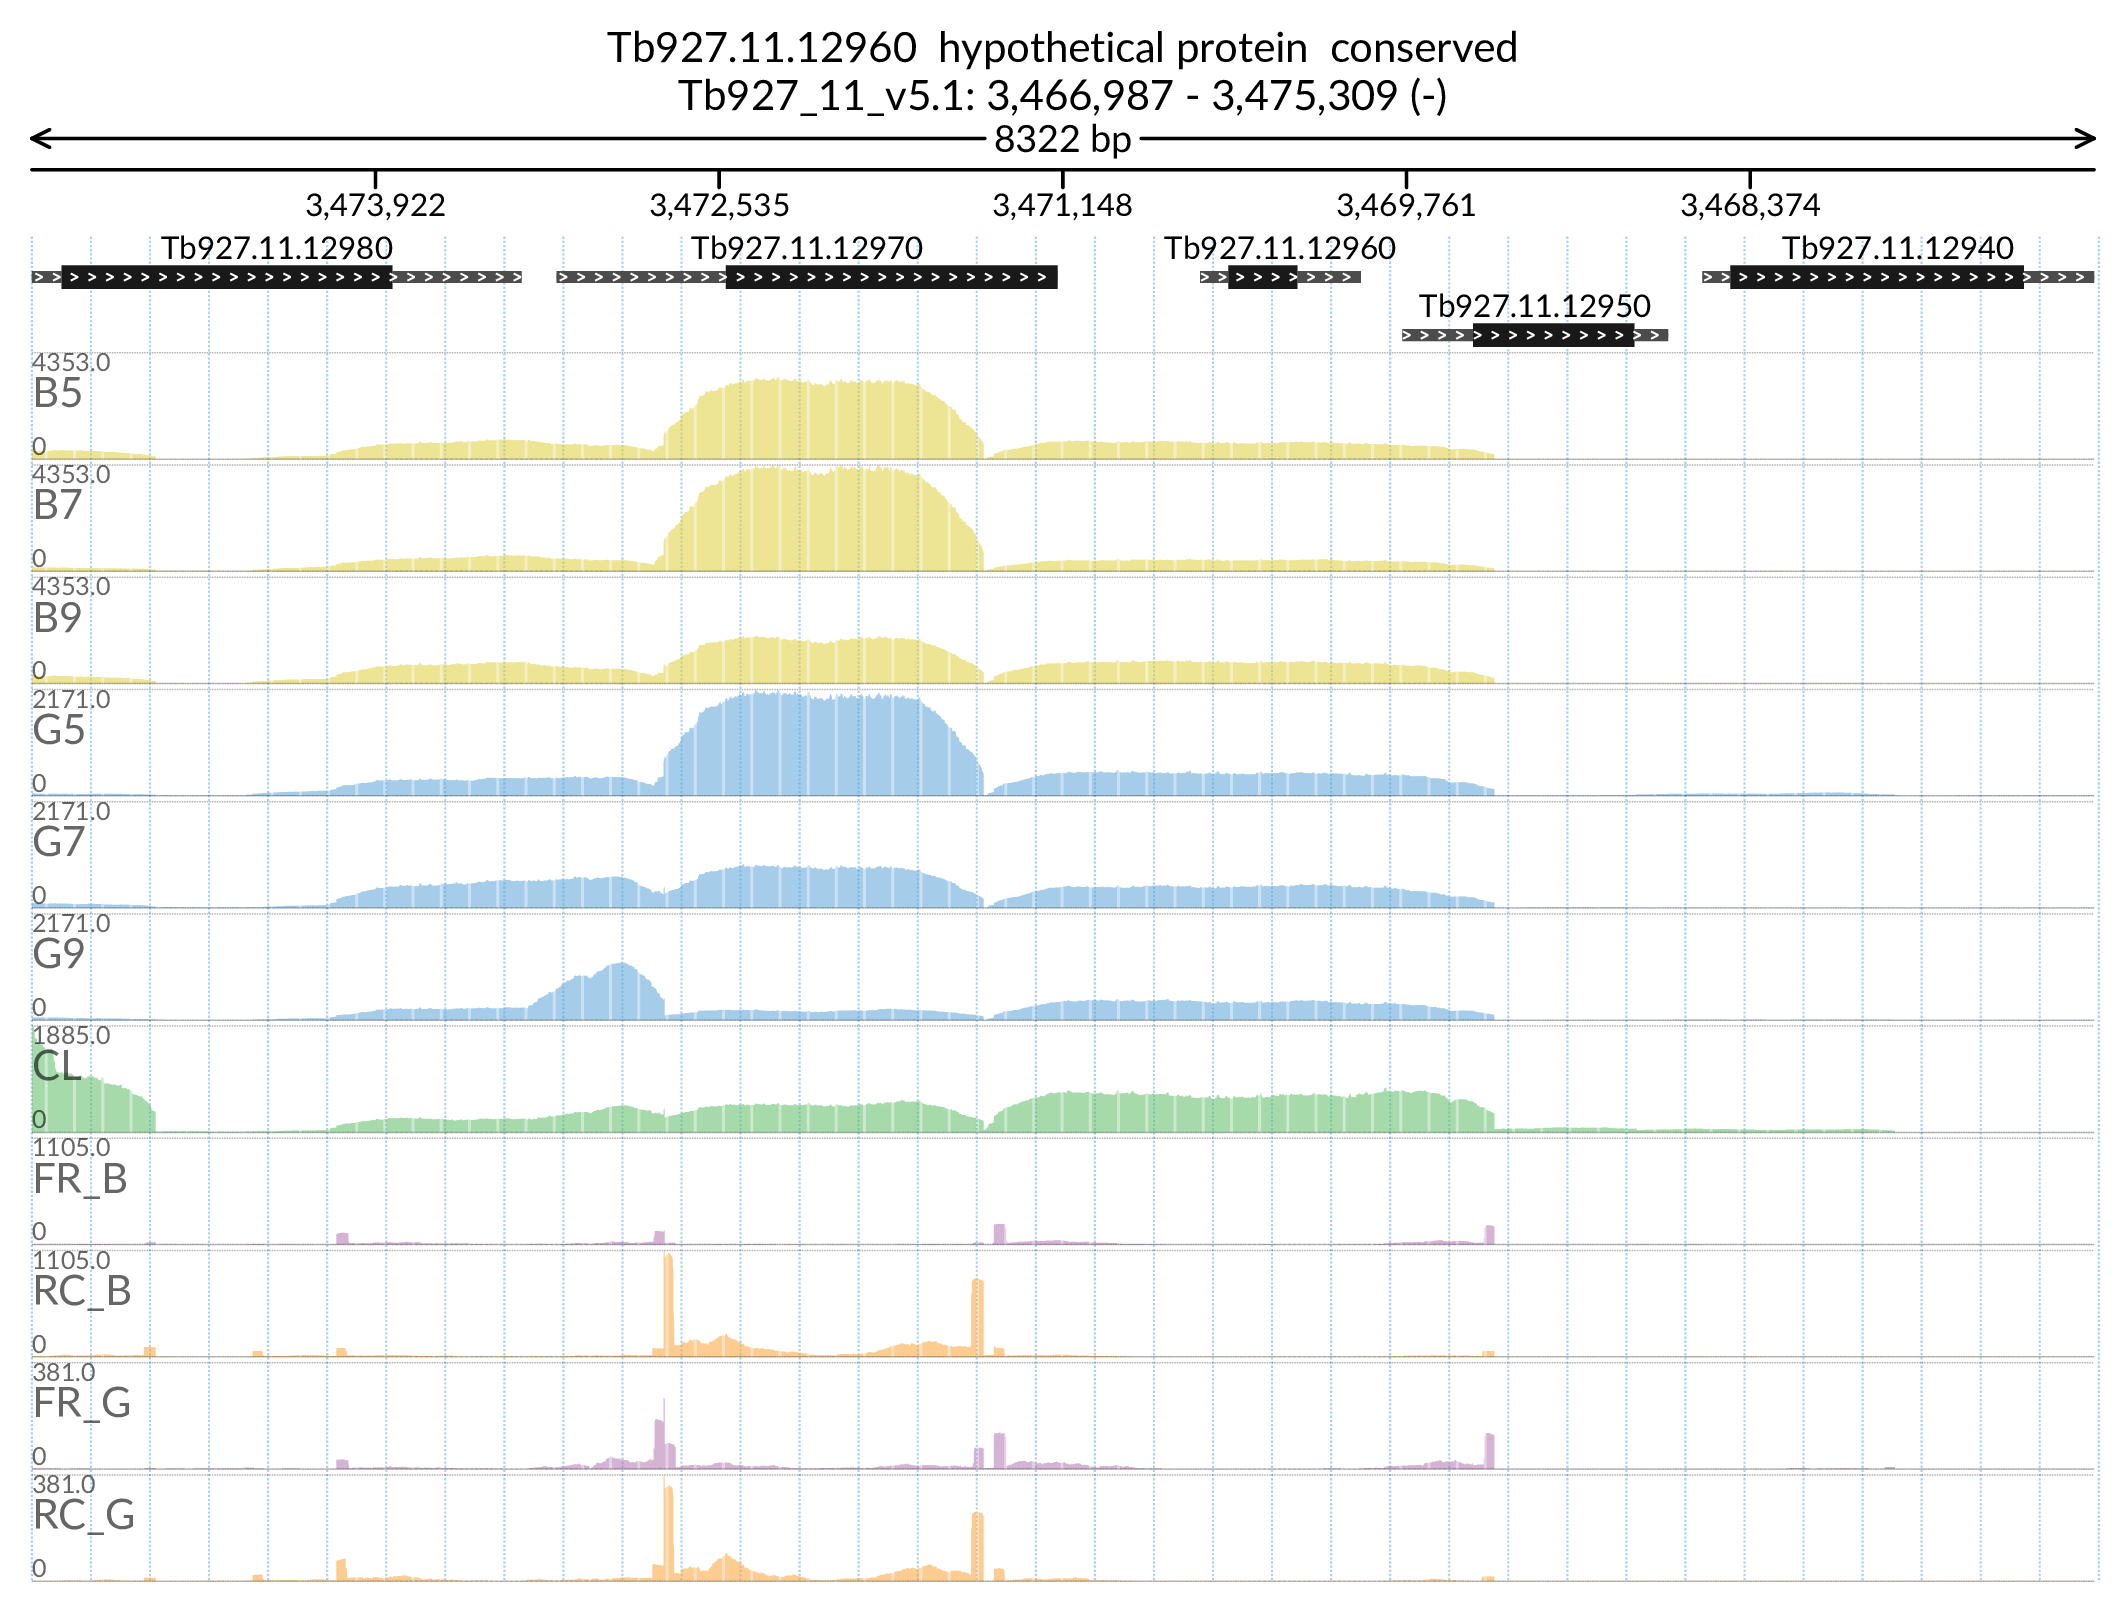 Tb927.11.12960 hypothetical protein conserved
Tb927_11_v5.1: 3,466,987 - 3,475,309 (-)
8322 bp
3,473,922 3,472,535 3,471,148 3,469,761 3,468,374
Tb927.11.12980 Tb927.11.12970 Tb927.11.12960 Tb927.11.12940
Tb927.11.12950
4353.0
B5
0
4353.0
B7
0
4353.0
B9
0
2171.0
G5
0
2171.0
G7
0
2171.0
G9
0
1885.0
CL
0
1105.0
FR_B
0
1105.0
RC_B
0
381.0
FR_G
0
381.0
RC_G
0